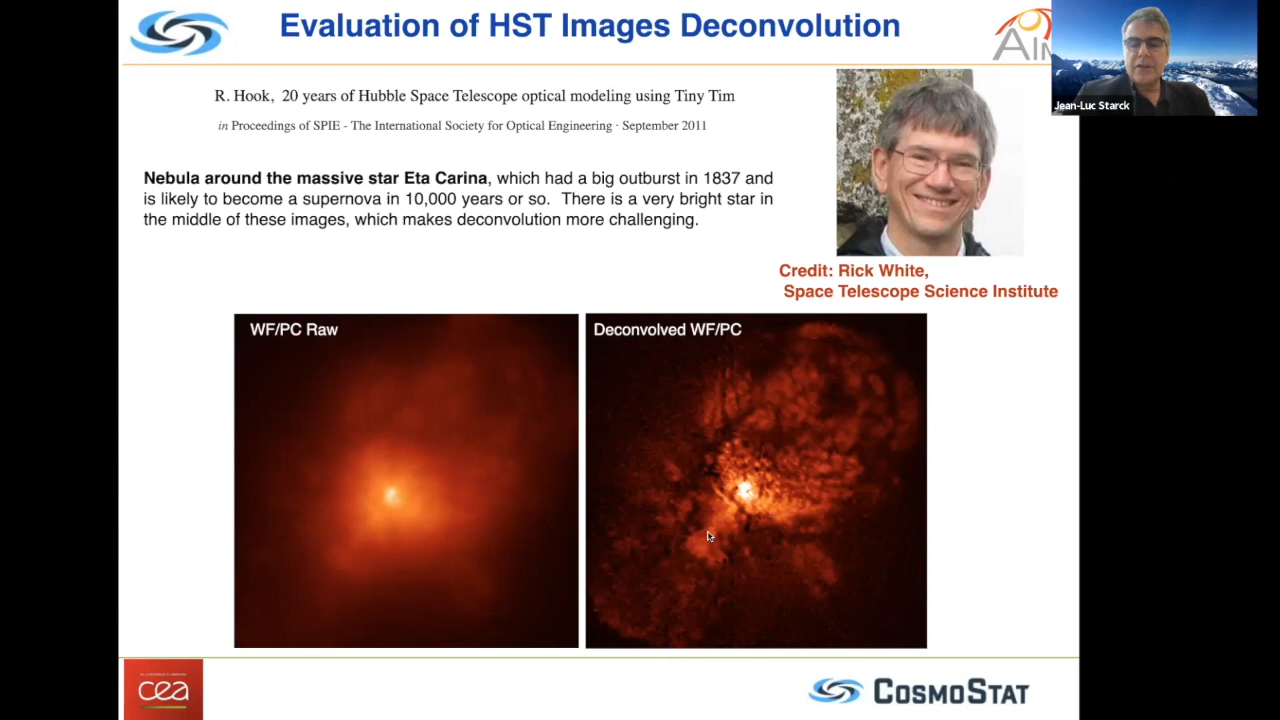 Evaluation of HST Images Deconvolution
AIM
Jean-Luc Starck
R. Hook, 20 years of Hubble Space Telescope optical modeling using Tiny Tim
in Proceedings of SPIE - The International Society for Optical Engineering · September 2011
Nebula around the massive star Eta Carina, which had a big outburst in 1837 and
is likely to become a supernova in 10,000 years or so. There is a very bright star in
the middle of these images, which makes deconvolution more challenging.
Credit: Rick White,
Space Telescope Science Institute
WF/PC Raw
Deconvolved WF/PC
cea
COSMOSTAT